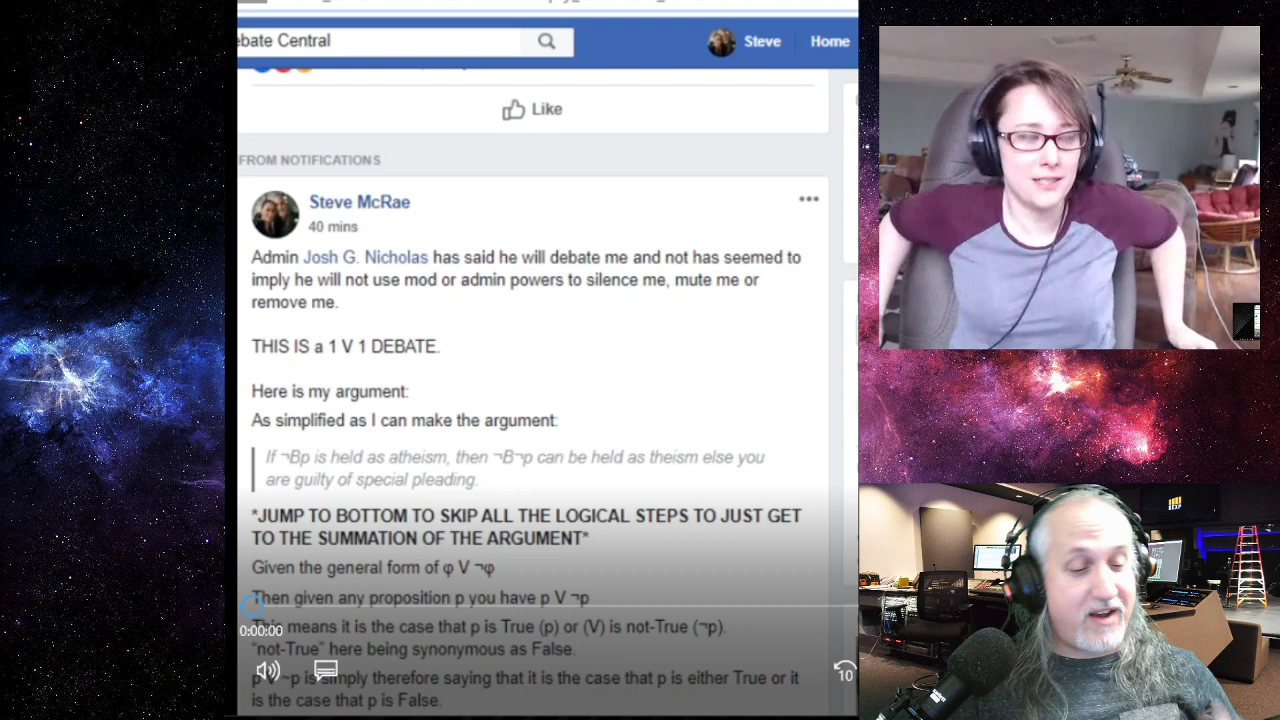 ebate Central
Steve
Home
Like
FROM NOTIFICATIONS
Steve McRae
40 mins
Admin Josh G. Nicholas has said he will debate me and not has seemed to
imply he will not use mod or admin powers to silence me, mute me or
remove me.
THIS IS a 1 V 1 DEBATE.
Here is my argument:
As simplified as I can make the argument:
If ¬Bp is held as atheism, then ¬B¬p can be held as theism else you
are guilty of special pleading.
*JUMP TO BOTTOM TO SKIP ALL THE LOGICAL STEPS TO JUST GET
TO THE SUMMATION OF THE ARGUMENT*
Given the general form of φ V ¬φ
Then given any proposition p you have p V ¬p
This means it is the case that p is True (p) or (V) is not-True (¬p).
0:00:00
"not-True" here being synonymous as False.
p V ¬p is simply therefore saying that it is the case that p is either True or it
is the case that p is False.
10